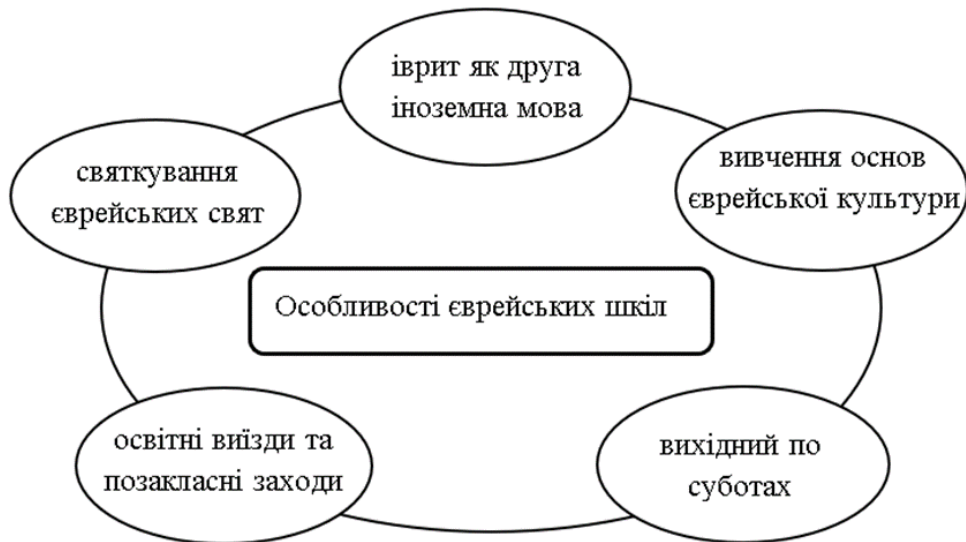 іврит як друга
іноземна мова
святкування
єврейських свят
вивчення основ
єврейської культури
Особливості єврейських шкіл
освітні виїзди та
позакласні заходи
вихідний по
суботах